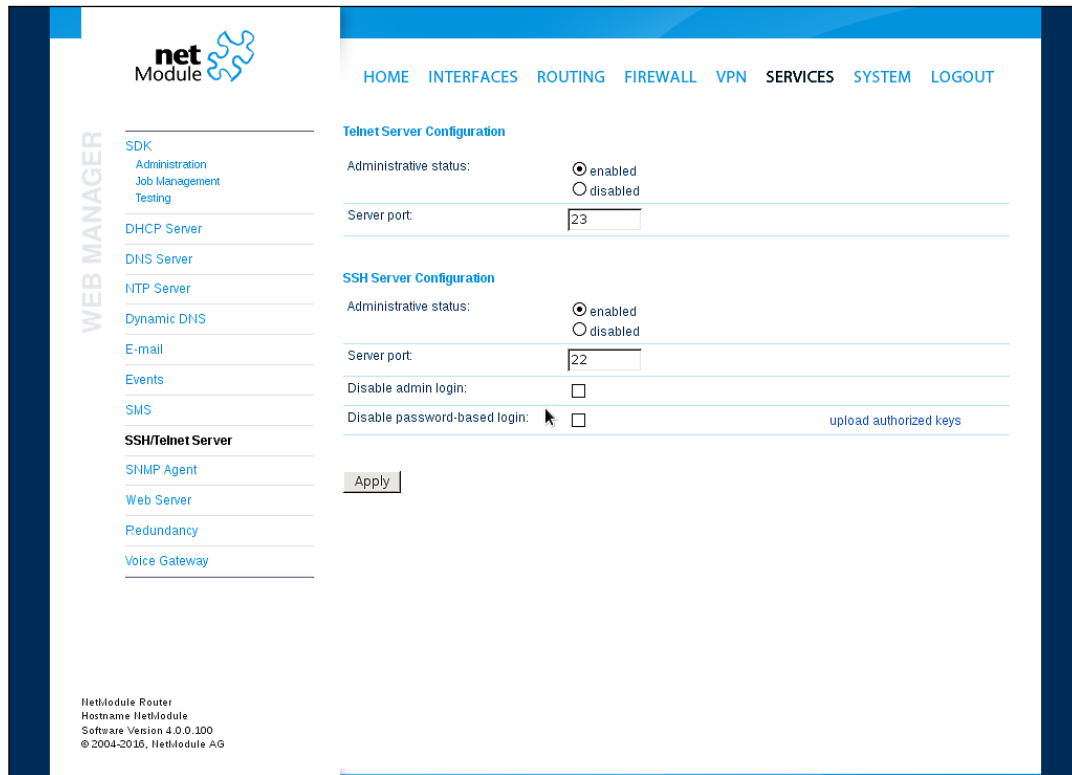 net
Module
HOME INTERFACES ROUTING FIREWALL VPN SERVICES SYSTEM LOGOUT
WEB MANAGER
SDK
Administration
Job Management
Testing
DHCP Server
DNS Server
NTP Server
Dynamic DNS
E-mail
Events
SMS
SSH/Telnet Server
SNMP Agent
Web Server
Redundancy
Voice Gateway
Telnet Server Configuration
Administrative status:
enabled
disabled
Server port: 23
SSH Server Configuration
Administrative status:
enabled
disabled
Server port: 22
Disable admin login:
Disable password-based login: upload authorized keys
Apply
NetModule Router
Hostname NetModule
Software Version 4.0.0.100
© 2004-2016, NetModule AG